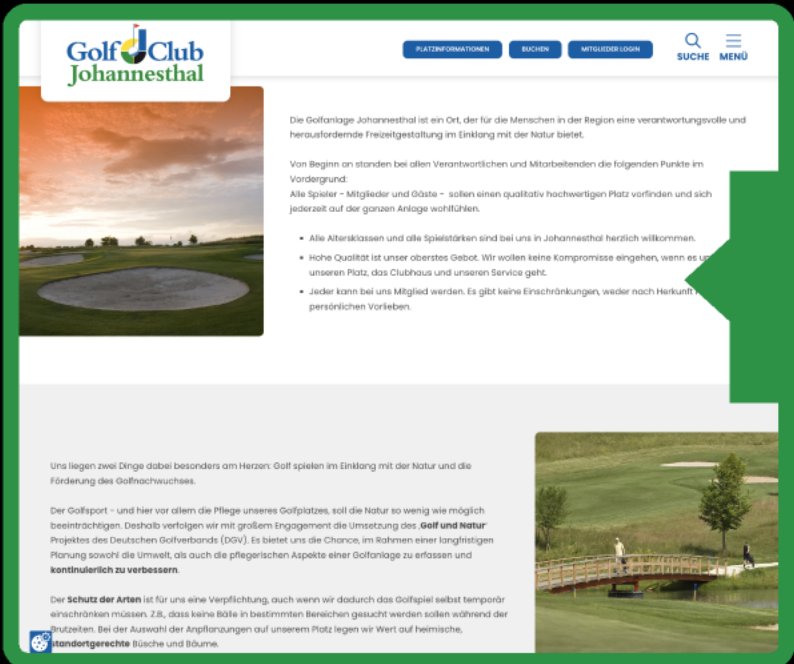 Golf Club
Johannesthal
PLATZINFORMATIONEN
BUCHEN
MITGLIEDER LOGIN
SUCHE
MENÜ
Die Golfanlage Johannesthal ist ein Ort, der für die Menschen in der Region eine verantwortungsvolle und
herausfordernde Freizeitgestaltung im Einklang mit der Natur bietet.
Von Beginn an standen bei allen Verantwortlichen und Mitarbeitenden die folgenden Punkte im
Vordergrund:
Alle Spieler - Mitglieder und Gäste - sollen einen qualitativ hochwertigen Platz vorfinden und sich
jederzeit auf der ganzen Anlage wohlfühlen.
• Alle Altersklassen und alle Spielstärken sind bei uns in Johannesthal herzlich willkommen.
• Hohe Qualität ist unser oberstes Gebot. Wir wollen keine Kompromisse eingehen, wenn es
unseren Platz, das Clubhaus und unseren Service geht.
• Jeder kann bei uns Mitglied werden. Es gibt keine Einschränkungen, weder nach Herkunft
persönlichen Vorlieben.
Uns liegen zwei Dinge dabei besonders am Herzen: Golf spielen im Einklang mit der Natur und die
Förderung des Golfnachwuchses.
Der Golfsport - und hier vor allem die Pflege unseres Golfplatzes, soll die Natur so wenig wie möglich
beeinträchtigen. Deshalb verfolgen wir mit großem Engagement die Umsetzung des ‚Golf und Natur'
Projektes des Deutschen Golfverbands (DGV). Es bietet uns die Chance, im Rahmen einer langfristigen
Planung sowohl die Umwelt, als auch die pflegerischen Aspekte einer Golfanlage zu erfassen und
kontinuierlich zu verbessern.
Der Schutz der Arten ist für uns eine Verpflichtung, auch wenn wir dadurch das Golfspiel selbst temporär
einschränken müssen. Z.B., dass keine Bälle in bestimmten Bereichen gesucht werden sollen während der
Brutzeiten. Bei der Auswahl der Anpflanzungen auf unserem Platz legen wir Wert auf heimische,
standortgerechte Büsche und Bäume.